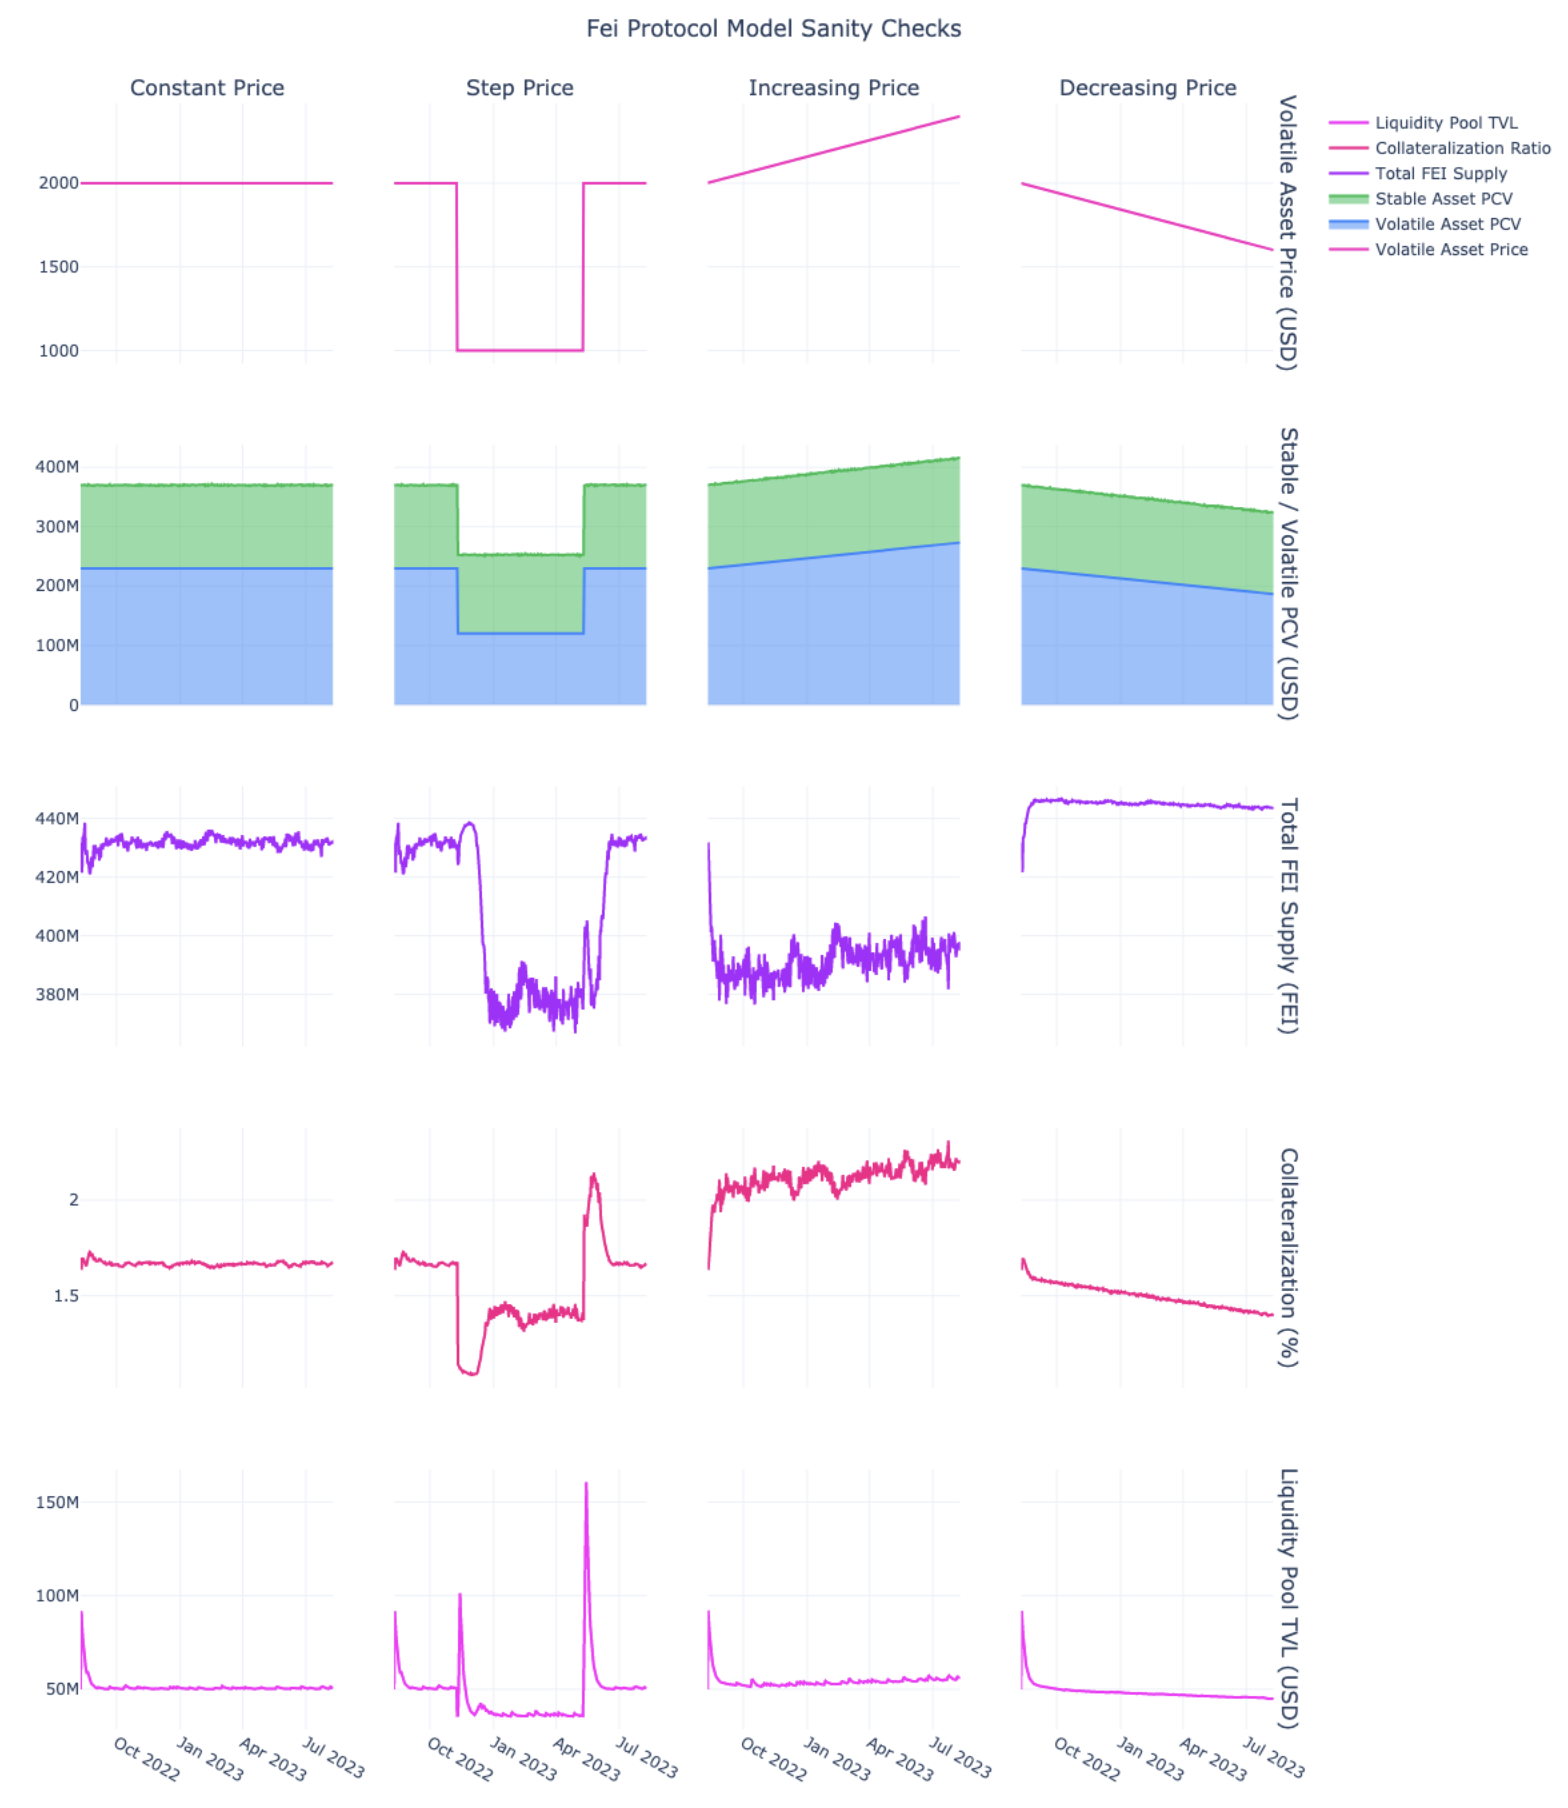 Fei Protocol Model Sanity Checks
Constant Price
Step Price
Increasing Price
Decreasing Price
Liquidity Pool TVL
Collateralization Ratio
Total FEI Supply
Stable Asset PCV
Volatile Asset PCV
Volatile Asset Price
2000
1500
1000
Volatile Asset Price (USD)
400M
300M
200M
100M
0
Stable / Volatile PCV (USD)
440M
420M
400M
380M
Total FEI Supply (FEI)
2
1.5
Collateralization (%)
150M
100M
50M
Liquidity Pool TVL (USD)
Oct 2022
Jan 2023
Apr 2023
Jul 2023
Oct 2022
Jan 2023
Apr 2023
Jul 2023
Oct 2022
Jan 2023
Apr 2023
Jul 2023
Oct 2022
Jan 2023
Apr 2023
Jul 2023